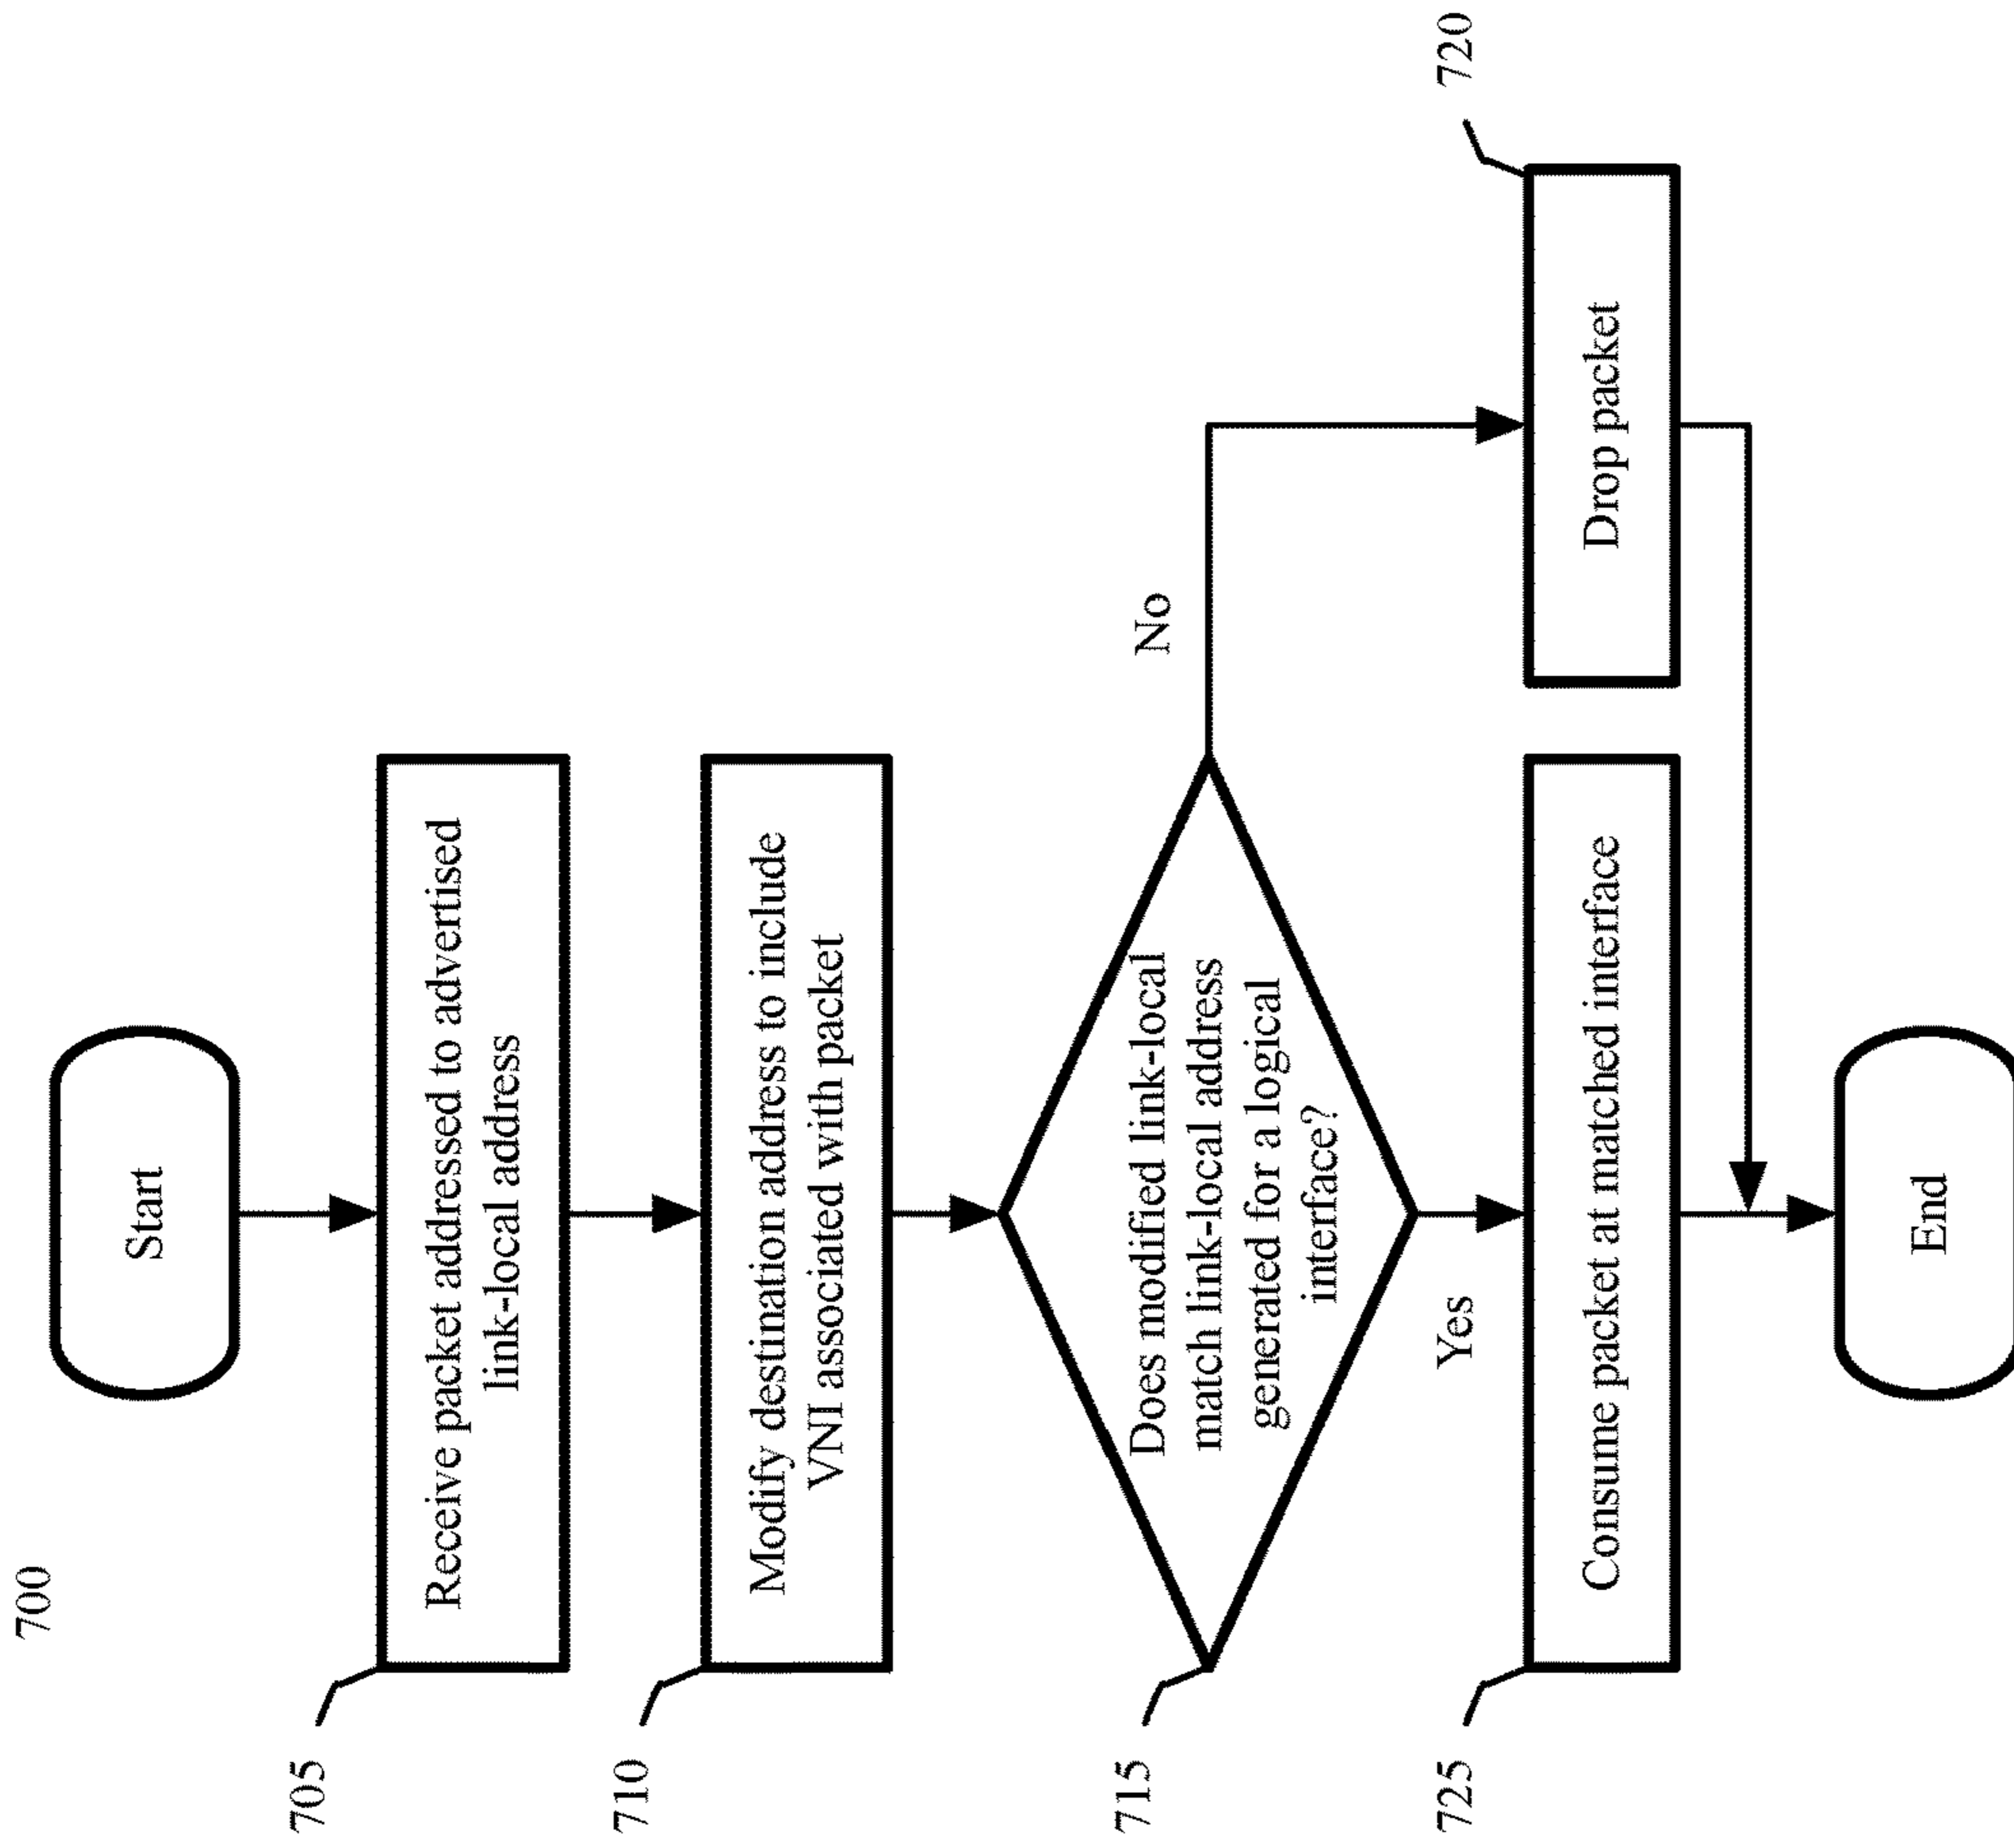 700
Start
705
Receive packet addressed to advertised
link-local address
710
Modify destination address to include
VNI associated with packet
715
Does modified link-local
match link-local address
generated for a logical
interface?
No
Yes
720
Drop packet
725
Consume packet at matched interface
End